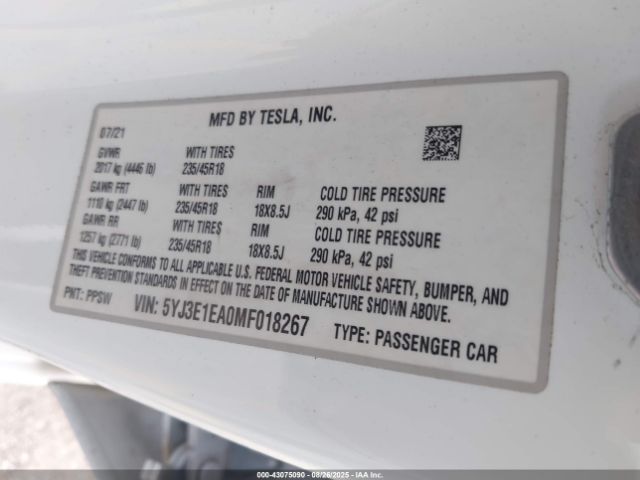 MFD BY TESLA, INC.
07/21
GVWR WITH TIRES
2017 kg (4446 lb) 235/45R18
GAWR FRT WITH TIRES RIM COLD TIRE PRESSURE
1110 kg (2447 lb) 235/45R18 18X8.5J 290 kPa, 42 psi
GAWR RR WITH TIRES RIM COLD TIRE PRESSURE
1257 kg (2771 lb) 235/45R18 18X8.5J 290 kPa, 42 psi
THIS VEHICLE CONFORMS TO ALL APPLICABLE U.S. FEDERAL MOTOR VEHICLE SAFETY, BUMPER, AND
THEFT PREVENTION STANDARDS IN EFFECT ON THE DATE OF MANUFACTURE SHOWN ABOVE.
PNT: PPSW VIN: 5YJ3E1EA0MF018267 TYPE: PASSENGER CAR
COPY - 43075090 - 08/26/2025 - IAA Inc.